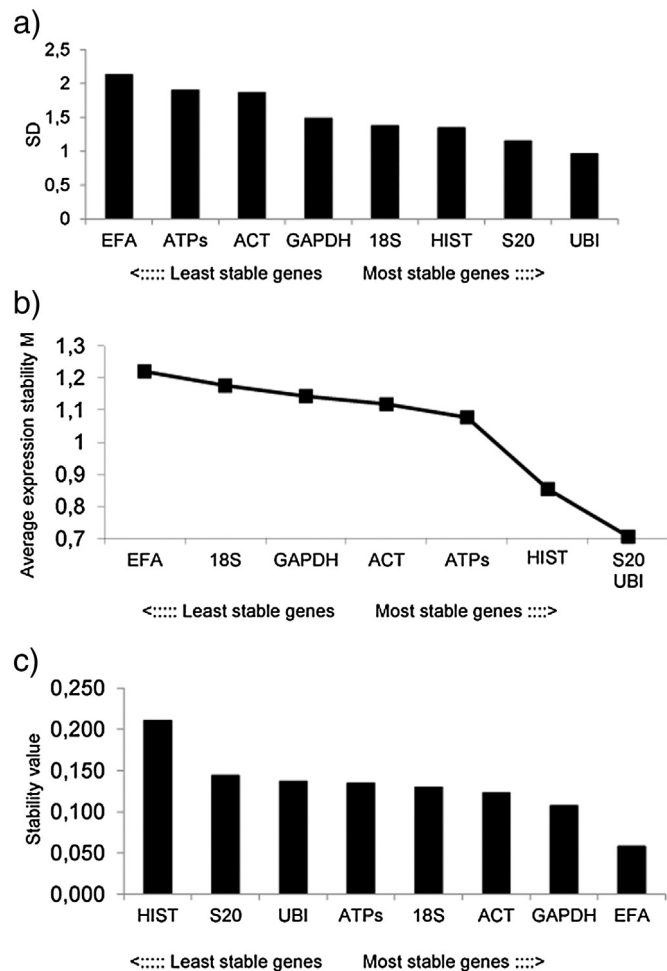 a)
2,5
2
1,5
1
0,5
0
SD
EFA ATPs ACT GAPDH 18S HIST S20 UBI
<::::: Least stable genes Most stable genes ::::>
b)
1,3
1,2
1,1
1
0,9
0,8
0,7
Average expression stability M
EFA 18S GAPDH ACT ATPs HIST S20
UBI
<::::: Least stable genes Most stable genes ::::>
c)
0,250
0,200
0,150
0,100
0,050
0,000
Stability value
HIST S20 UBI ATPs 18S ACT GAPDH EFA
<::::: Least stable genes Most stable genes ::::>